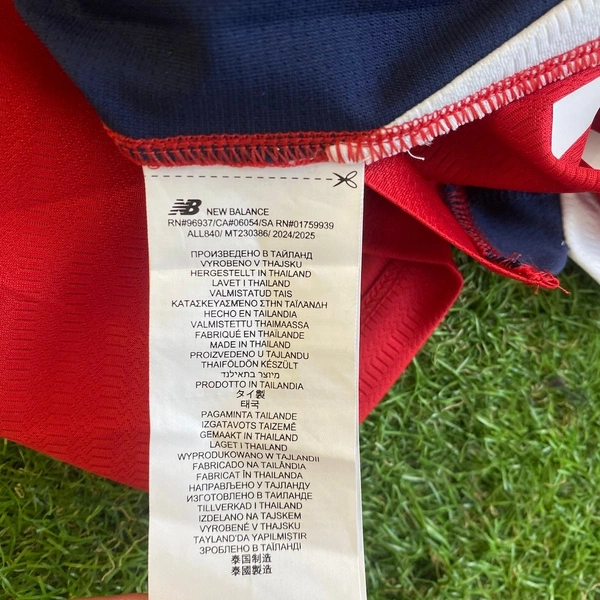 NB NEW BALANCE
RN#96937/CA#06054/SA RN#01759939
ALL840/ MT230386/ 2024/2025
ПРОИЗВЕДЕНО В ТАЙЛАНД
VYROBENO V THAJSKU
HERGESTELLT IN THAILAND
LAVET I THAILAND
VALMISTATUD TAIS
ΚΑΤΑΣΚΕΥΑΣΜΈΝΟ ΣΤΗΝ ΤΑΪΛΆΝΔΗ
HECHO EN TAILANDIA
VALMISTETTU THAIMAASSA
FABRIQUÉ EN THAÏLANDE
MADE IN THAILAND
PROIZVEDENO U TAJLANDU
THAIFÖLDÖN KÉSZÜLT
מיוצר בתאילנד
PRODOTTO IN TAILANDIA
タイ製
태국
PAGAMINTA TAILANDE
IZGATAVOTS TAIZEMĒ
GEMAAKT IN THAILAND
LAGET I THAILAND
WYPRODUKOWANO W TAJLANDII
FABRICADO NA TAILÂNDIA
FABRICAT ÎN THAILANDA
НАПРАВЉЕНО У ТАЈЛАНДУ
ИЗГОТОВЛЕНО В ТАИЛАНДЕ
TILLVERKAD I THAILAND
IZDELANO NA TAJSKEM
VYROBENÉ V THAJSKU
TAYLAND'DA YAPILMIŞTIR
ЗРОБЛЕНО В ТАЇЛАНДІ
泰国制造
泰國製造